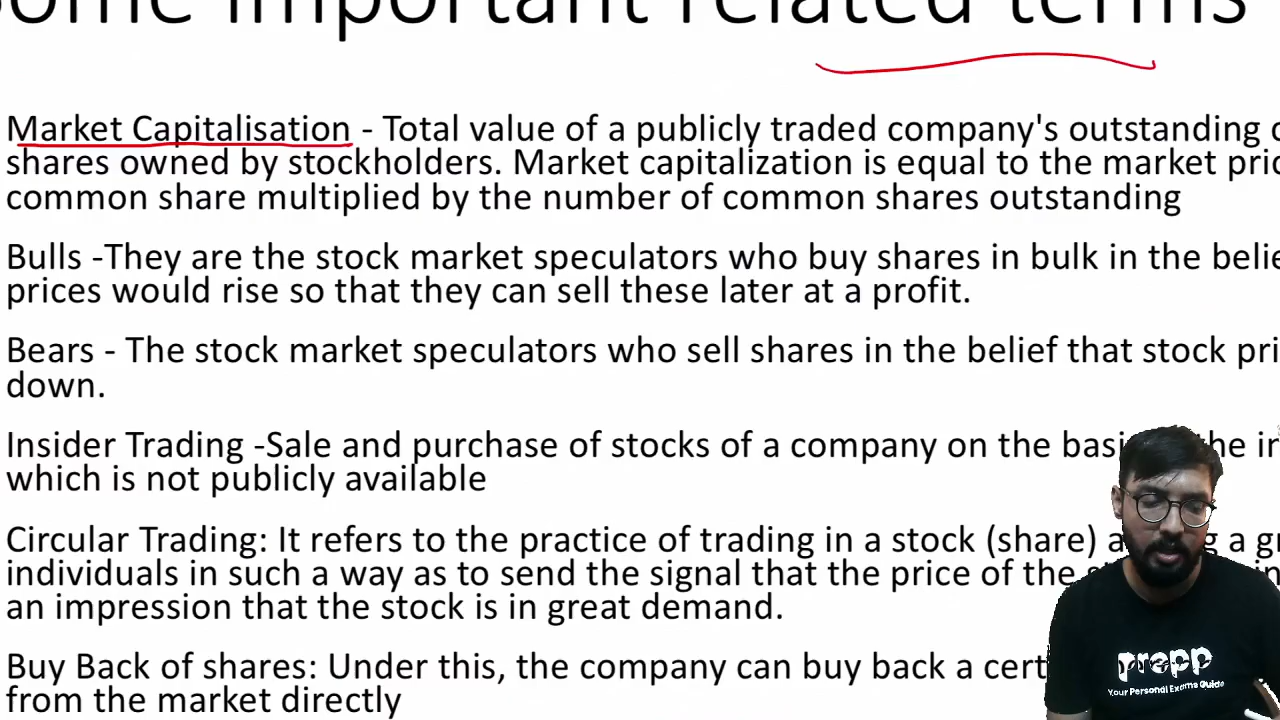 some important related terms
Market Capitalisation - Total value of a publicly traded company's outstanding
shares owned by stockholders. Market capitalization is equal to the market
common share multiplied by the number of common shares outstanding
Bulls -They are the stock market speculators who buy shares in bulk in the
prices would rise so that they can sell these later at a profit.
Bears - The stock market speculators who sell shares in the belief that stock
down.
Insider Trading -Sale and purchase of stocks of a company on the
which is not publicly available
Circular Trading: It refers to the practice of trading in a stock (share) a
individuals in such a way as to send the signal that the price of the
an impression that the stock is in great demand.
Buy Back of shares: Under this, the company can buy back a
from the market directly
prepp
Your Personal Exams Guide